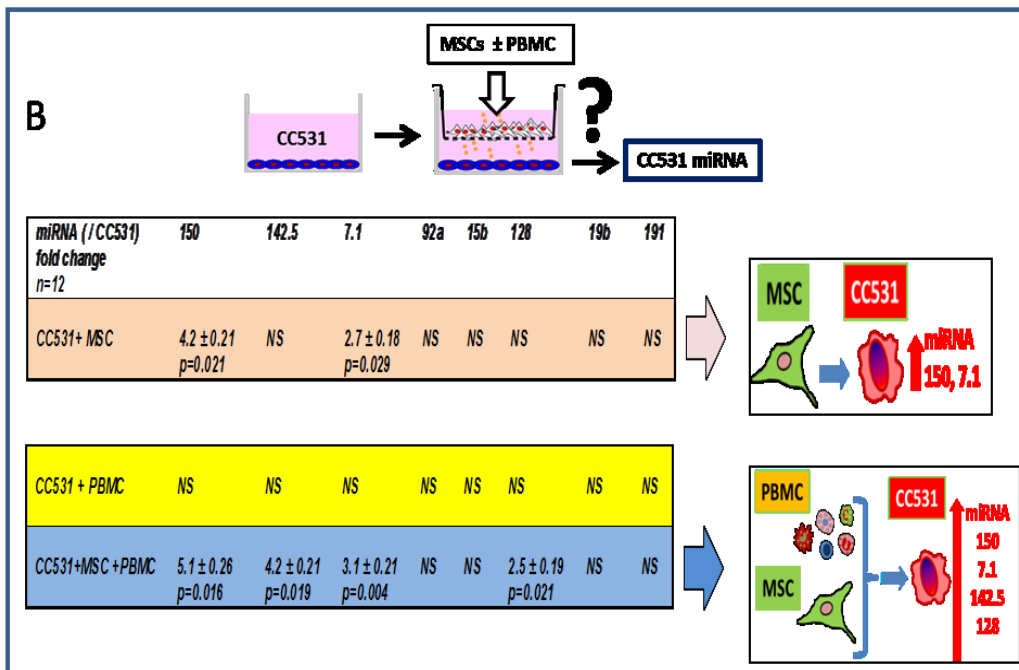 MSCs ± PBMC
B
?
CC531
CC531 miRNA
miRNA (/CC531) 150 142.5 7.1 92a 15b 128 19b 191
fold change
n=12
CC531+ MSC 4.2 ± 0.21 NS 2.7 ± 0.18 NS NS NS NS NS
p=0.021 p=0.029
MSC CC531
miRNA
150, 7.1
CC531 + PBMC NS NS NS NS NS NS NS NS
CC531+MSC +PBMC 5.1 ± 0.26 4.2 ± 0.21 3.1 ± 0.21 NS NS 2.5 ± 0.19 NS NS
p=0.016 p=0.019 p=0.004 p=0.021
PBMC CC531
miRNA
150
7.1
MSC
142.5
128